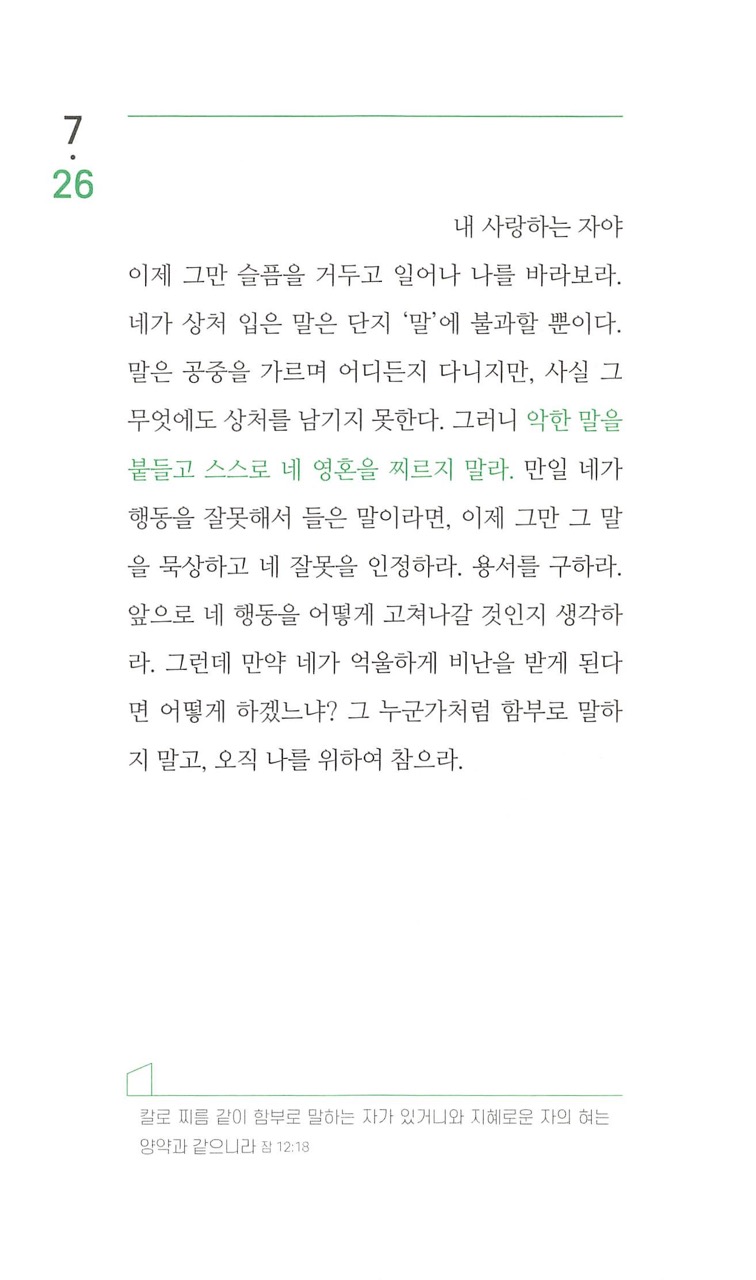 7
·
26
내 사랑하는 자야
이제 그만 슬픔을 거두고 일어나 나를 바라보라.
네가 상처 입은 말은 단지 ‘말’에 불과할 뿐이다.
말은 공중을 가르며 어디든지 다니지만, 사실 그
무엇에도 상처를 남기지 못한다. 그러니 악한 말을
붙들고 스스로 네 영혼을 찌르지 말라. 만일 네가
행동을 잘못해서 들은 말이라면, 이제 그만 그 말
을 묵상하고 네 잘못을 인정하라. 용서를 구하라.
앞으로 네 행동을 어떻게 고쳐나갈 것인지 생각하
라. 그런데 만약 네가 억울하게 비난을 받게 된다
면 어떻게 하겠느냐? 그 누군가처럼 함부로 말하
지 말고, 오직 나를 위하여 참으라.
칼로 찌름 같이 함부로 말하는 자가 있거니와 지혜로운 자의 혀는
양약과 같으니라 잠 12:18